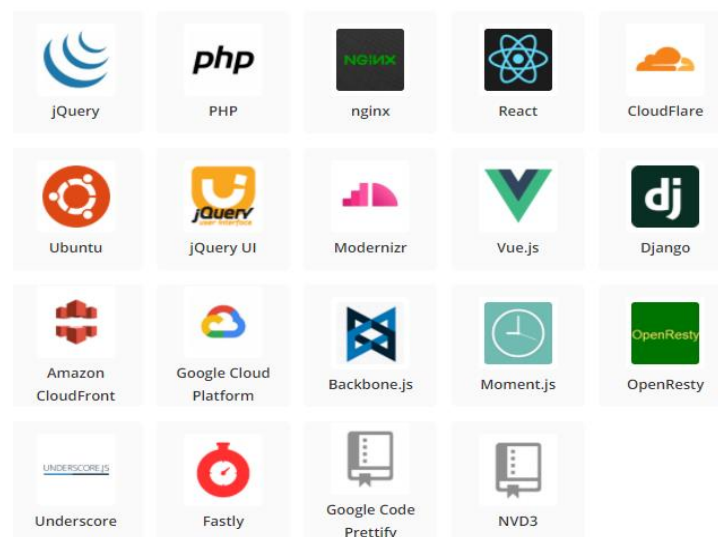 php
NGINX
jQuery
PHP
nginx
React
CloudFlare
jQuery
user interface
dj
Ubuntu
jQuery UI
Modernizr
Vue.js
Django
OpenResty
Amazon
CloudFront
Google Cloud
Platform
Backbone.js
Moment.js
OpenResty
UNDERSCORE.JS
Underscore
Fastly
Google Code
Prettify
NVD3